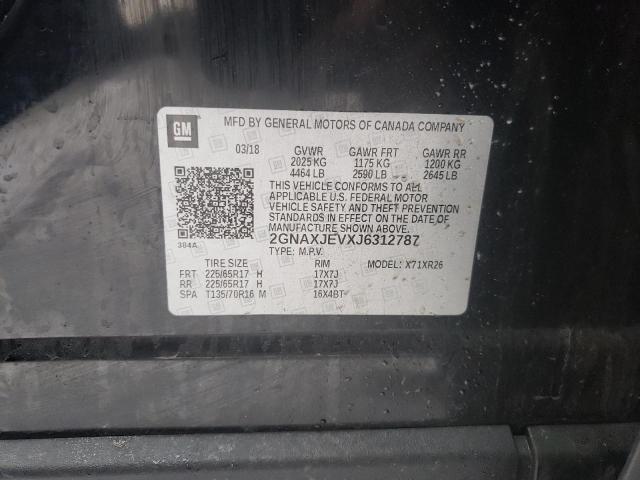 GM
MFD BY GENERAL MOTORS OF CANADA COMPANY
03/18 GVWR GAWR FRT GAWR RR
2025 KG 1175 KG 1200 KG
4464 LB 2590 LB 2645 LB
THIS VEHICLE CONFORMS TO ALL
APPLICABLE U.S. FEDERAL MOTOR
VEHICLE SAFETY AND THEFT PREVENTION
STANDARDS IN EFFECT ON THE DATE OF
MANUFACTURE SHOWN ABOVE.
384A 2GNAXJEVXJ6312787
TYPE: M.P.V.
TIRE SIZE RIM MODEL: X71XR26
FRT 225/65R17 H 17X7J
RR 225/65R17 H 17X7J
SPA T135/70R16 M 16X4BT